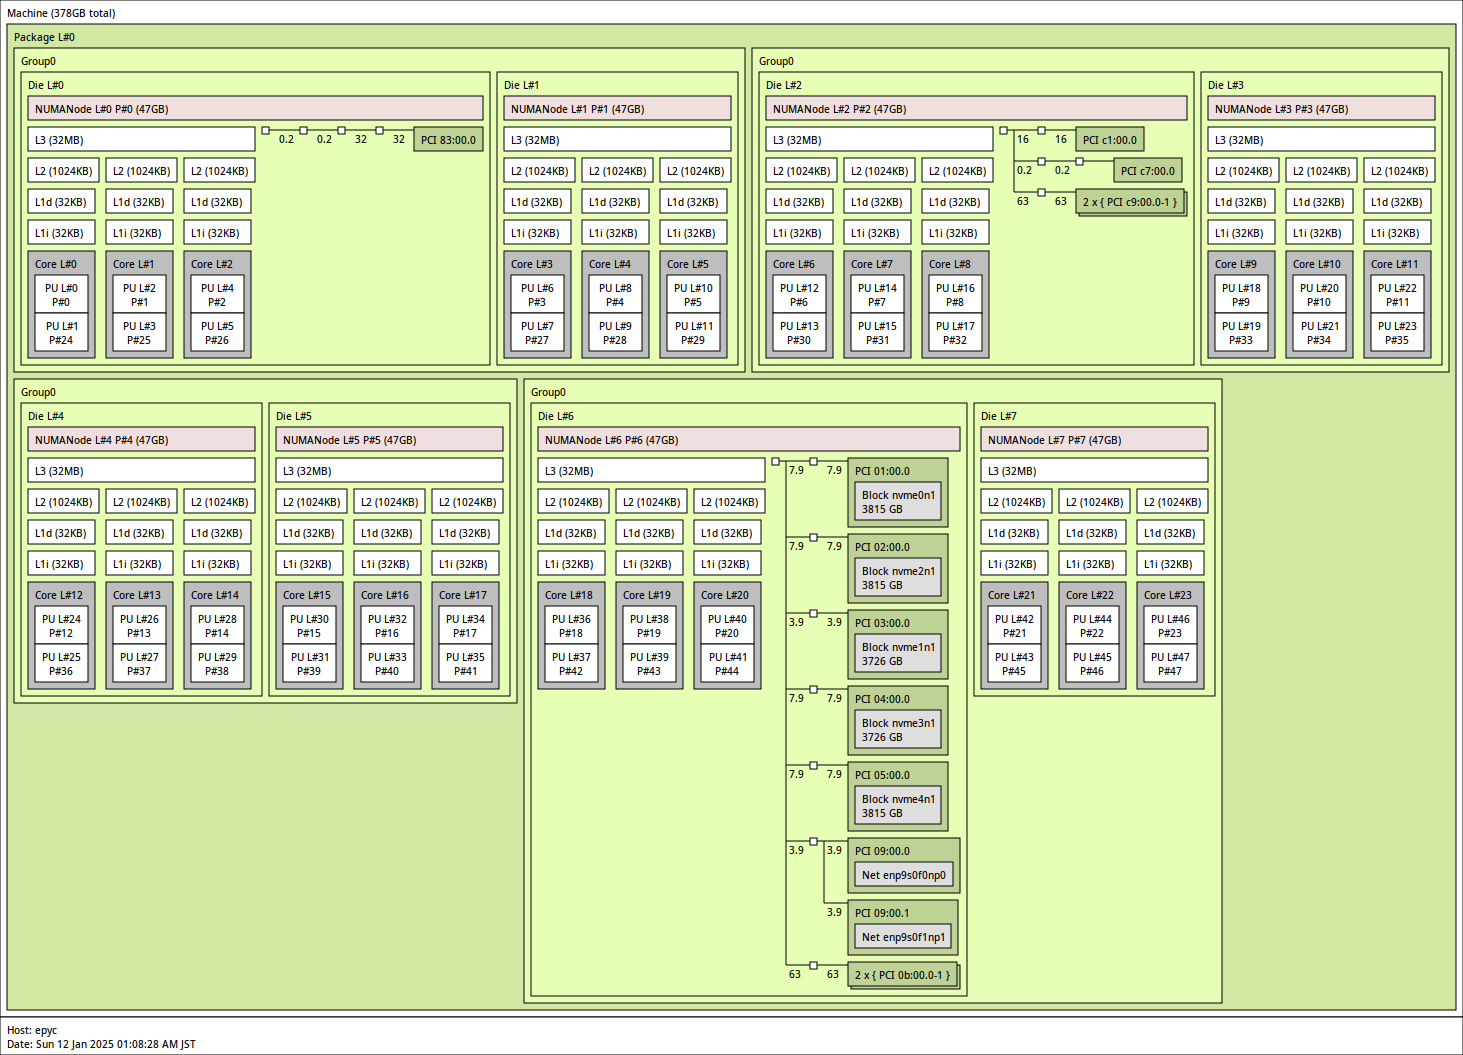 Machine (378GB total)
Package L#0
Group0
Die L#0
NUMANode L#0 P#0 (47GB)
L3 (32MB)
0.2 0.2 32 32 PCI 83:00.0
L2 (1024KB) L2 (1024KB) L2 (1024KB)
L1d (32KB) L1d (32KB) L1d (32KB)
L1i (32KB) L1i (32KB) L1i (32KB)
Core L#0 Core L#1 Core L#2
PU L#0 PU L#2 PU L#4
P#0 P#1 P#2
PU L#1 PU L#3 PU L#5
P#24 P#25 P#26
Die L#1
NUMANode L#1 P#1 (47GB)
L3 (32MB)
L2 (1024KB) L2 (1024KB) L2 (1024KB)
L1d (32KB) L1d (32KB) L1d (32KB)
L1i (32KB) L1i (32KB) L1i (32KB)
Core L#3 Core L#4 Core L#5
PU L#6 PU L#8 PU L#10
P#3 P#4 P#5
PU L#7 PU L#9 PU L#11
P#27 P#28 P#29
Group0
Die L#2
NUMANode L#2 P#2 (47GB)
L3 (32MB)
16 16 PCI c1:00.0
0.2 0.2 PCI c7:00.0
63 63 2 x { PCI c9:00.0-1 }
L2 (1024KB) L2 (1024KB) L2 (1024KB)
L1d (32KB) L1d (32KB) L1d (32KB)
L1i (32KB) L1i (32KB) L1i (32KB)
Core L#6 Core L#7 Core L#8
PU L#12 PU L#14 PU L#16
P#6 P#7 P#8
PU L#13 PU L#15 PU L#17
P#30 P#31 P#32
Die L#3
NUMANode L#3 P#3 (47GB)
L3 (32MB)
L2 (1024KB) L2 (1024KB) L2 (1024KB)
L1d (32KB) L1d (32KB) L1d (32KB)
L1i (32KB) L1i (32KB) L1i (32KB)
Core L#9 Core L#10 Core L#11
PU L#18 PU L#20 PU L#22
P#9 P#10 P#11
PU L#19 PU L#21 PU L#23
P#33 P#34 P#35
Group0
Die L#4
NUMANode L#4 P#4 (47GB)
L3 (32MB)
L2 (1024KB) L2 (1024KB) L2 (1024KB)
L1d (32KB) L1d (32KB) L1d (32KB)
L1i (32KB) L1i (32KB) L1i (32KB)
Core L#12 Core L#13 Core L#14
PU L#24 PU L#26 PU L#28
P#12 P#13 P#14
PU L#25 PU L#27 PU L#29
P#36 P#37 P#38
Die L#5
NUMANode L#5 P#5 (47GB)
L3 (32MB)
L2 (1024KB) L2 (1024KB) L2 (1024KB)
L1d (32KB) L1d (32KB) L1d (32KB)
L1i (32KB) L1i (32KB) L1i (32KB)
Core L#15 Core L#16 Core L#17
PU L#30 PU L#32 PU L#34
P#15 P#16 P#17
PU L#31 PU L#33 PU L#35
P#39 P#40 P#41
Group0
Die L#6
NUMANode L#6 P#6 (47GB)
L3 (32MB)
L2 (1024KB) L2 (1024KB) L2 (1024KB)
L1d (32KB) L1d (32KB) L1d (32KB)
L1i (32KB) L1i (32KB) L1i (32KB)
Core L#18 Core L#19 Core L#20
PU L#36 PU L#38 PU L#40
P#18 P#19 P#20
PU L#37 PU L#39 PU L#41
P#42 P#43 P#44
7.9 7.9 PCI 01:00.0
Block nvme0n1
3815 GB
7.9 7.9 PCI 02:00.0
Block nvme2n1
3815 GB
3.9 3.9 PCI 03:00.0
Block nvme1n1
3726 GB
7.9 7.9 PCI 04:00.0
Block nvme3n1
3726 GB
7.9 7.9 PCI 05:00.0
Block nvme4n1
3815 GB
3.9 3.9 PCI 09:00.0
Net enp9s0f0np0
3.9 PCI 09:00.1
Net enp9s0f1np1
63 63 2 x { PCI 0b:00.0-1 }
Die L#7
NUMANode L#7 P#7 (47GB)
L3 (32MB)
L2 (1024KB) L2 (1024KB) L2 (1024KB)
L1d (32KB) L1d (32KB) L1d (32KB)
L1i (32KB) L1i (32KB) L1i (32KB)
Core L#21 Core L#22 Core L#23
PU L#42 PU L#44 PU L#46
P#21 P#22 P#23
PU L#43 PU L#45 PU L#47
P#45 P#46 P#47
Host: epyc
Date: Sun 12 Jan 2025 01:08:28 AM JST